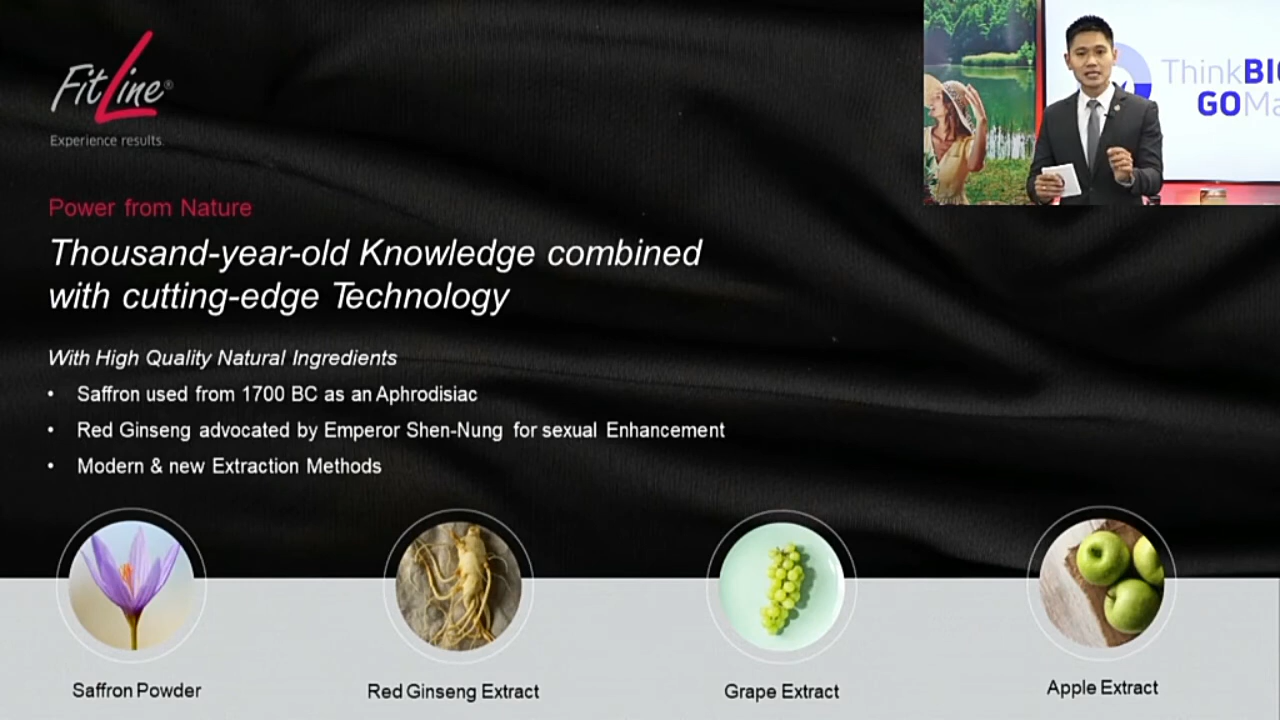 FitLine®
Experience results.
ThinkBIG
GOMa
Power from Nature
Thousand-year-old Knowledge combined
with cutting-edge Technology
With High Quality Natural Ingredients
• Saffron used from 1700 BC as an Aphrodisiac
• Red Ginseng advocated by Emperor Shen-Nung for sexual Enhancement
• Modern & new Extraction Methods
Saffron Powder
Red Ginseng Extract
Grape Extract
Apple Extract